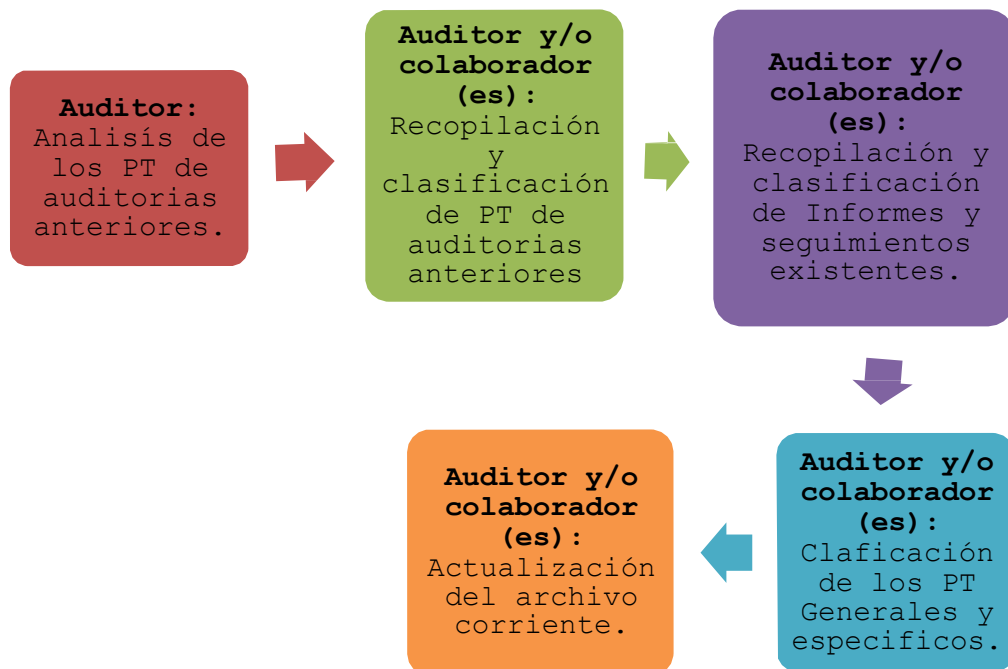 Auditor:
Analisís de
los PT de
auditorias
anteriores.
Auditor y/o
colaborador
(es):
Recopilación
y
clasificación
de PT de
auditorias
anteriores
Auditor y/o
colaborador
(es):
Recopilación y
clasificación
de Informes y
seguimientos
existentes.
Auditor y/o
colaborador
(es):
Claficación
de los PT
Generales y
especificos.
Auditor y/o
colaborador
(es):
Actualización
del archivo
corriente.